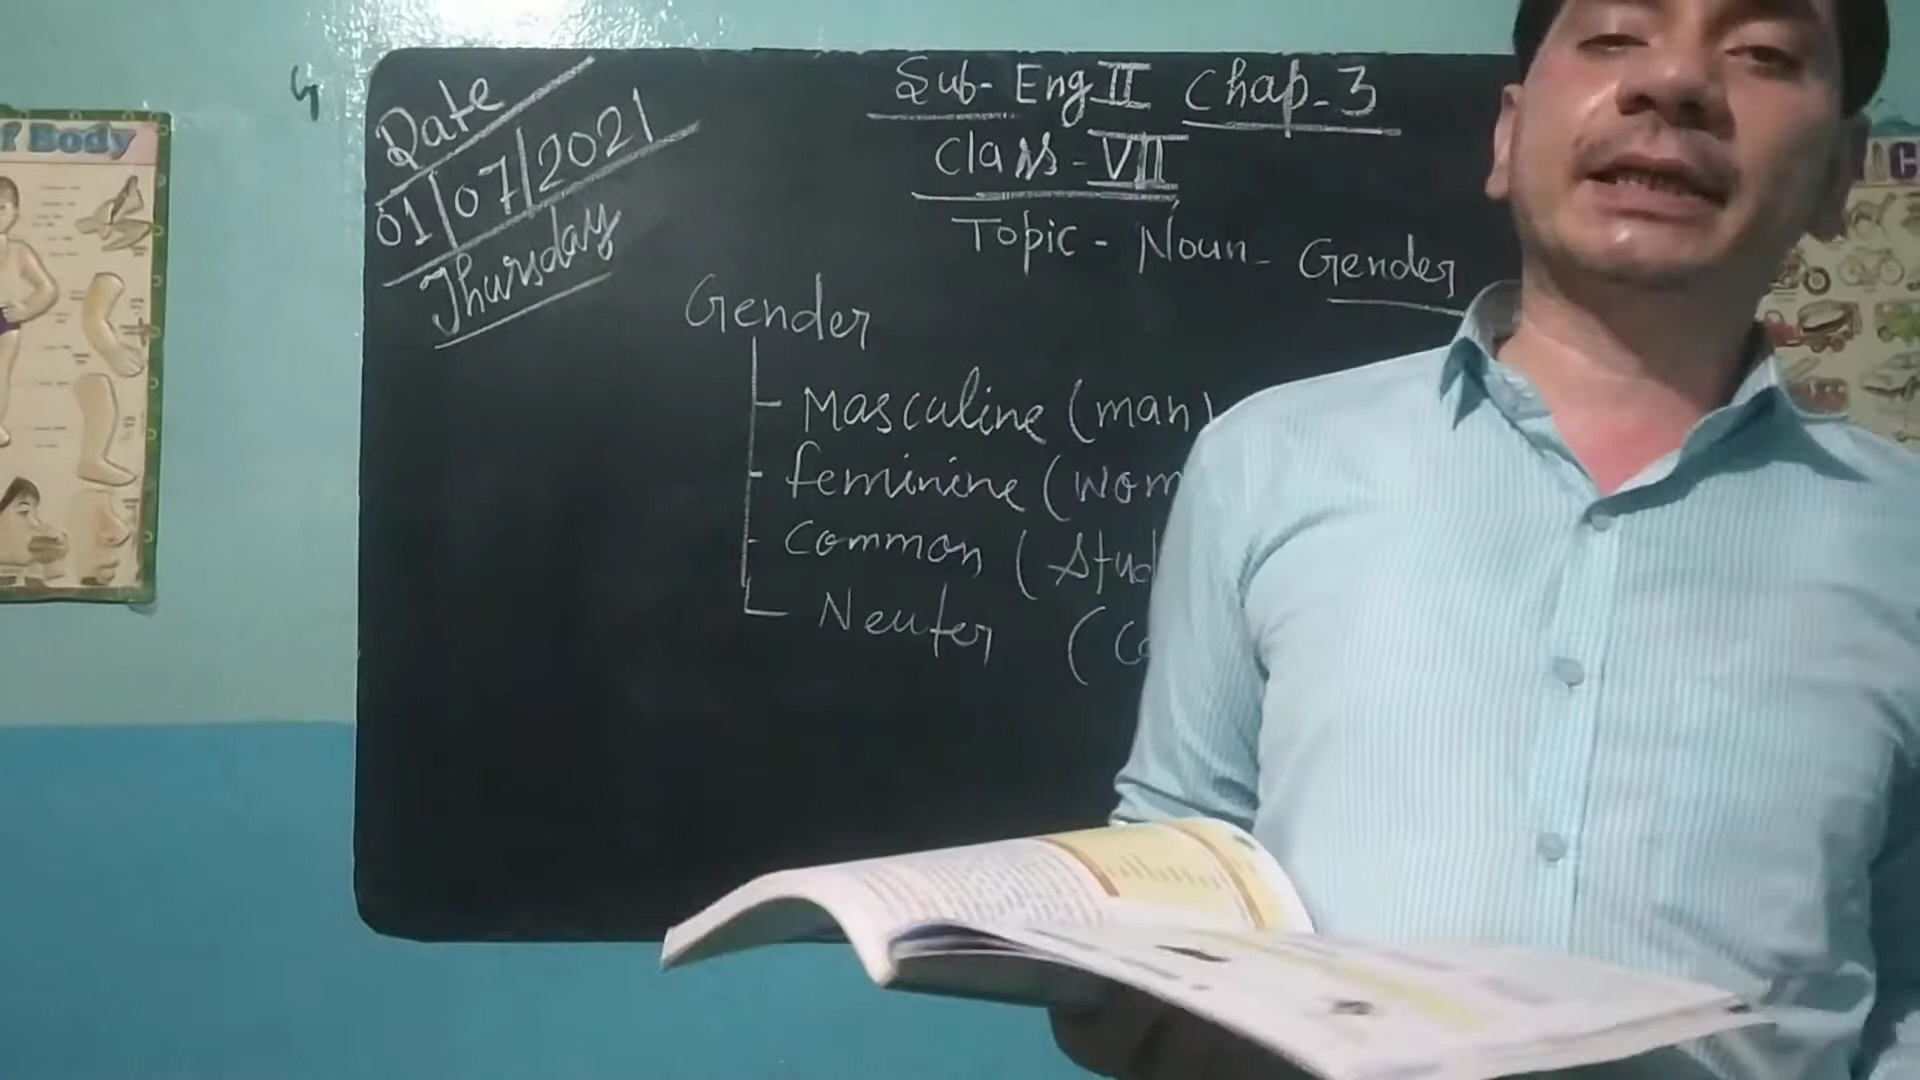 Date
01/07/2021
Thursday
Sub- Eng II Chap-3
Class-VII
Topic - Noun- Gender
Gender
Masculine (man)
feminine (wom
Common (Stud
Neuter (
f Body